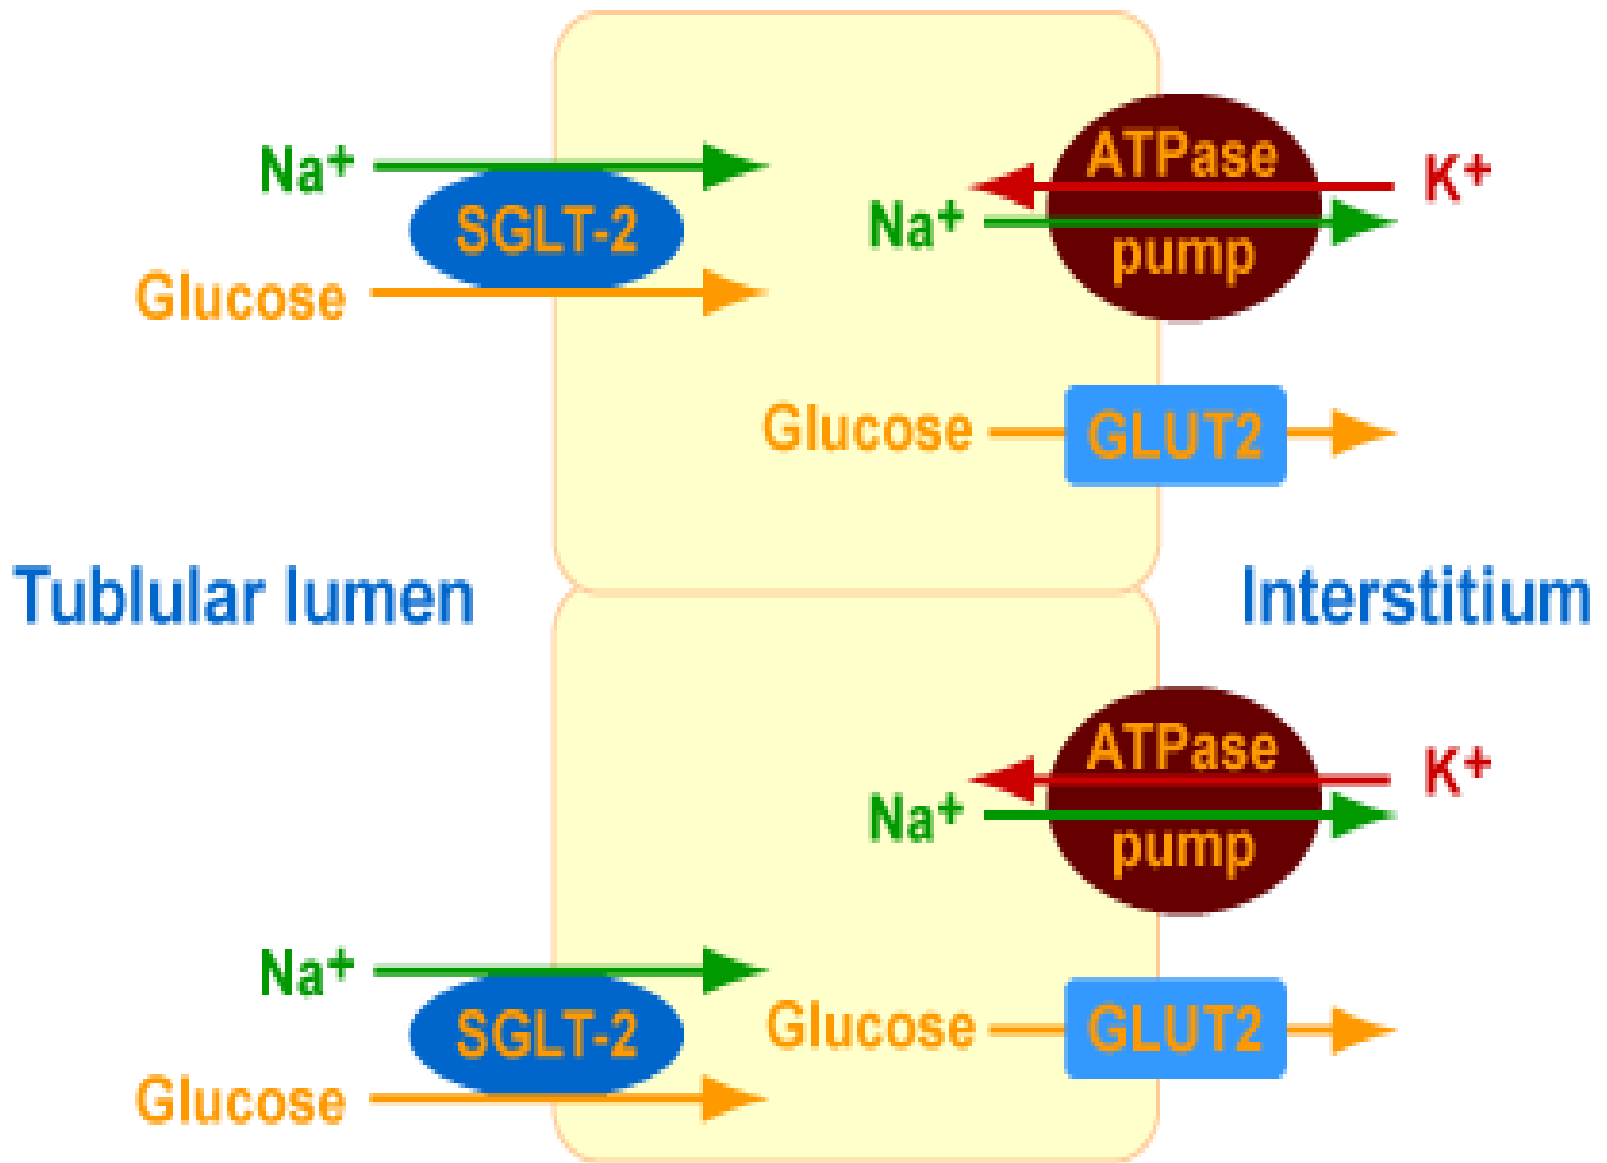 Na+
SGLT-2
Glucose
ATPase
K+
Na+
pump
Glucose
GLUT2
Tublular lumen
Interstitium
ATPase
K+
Na+
pump
Na+
SGLT-2
Glucose
GLUT2
Glucose